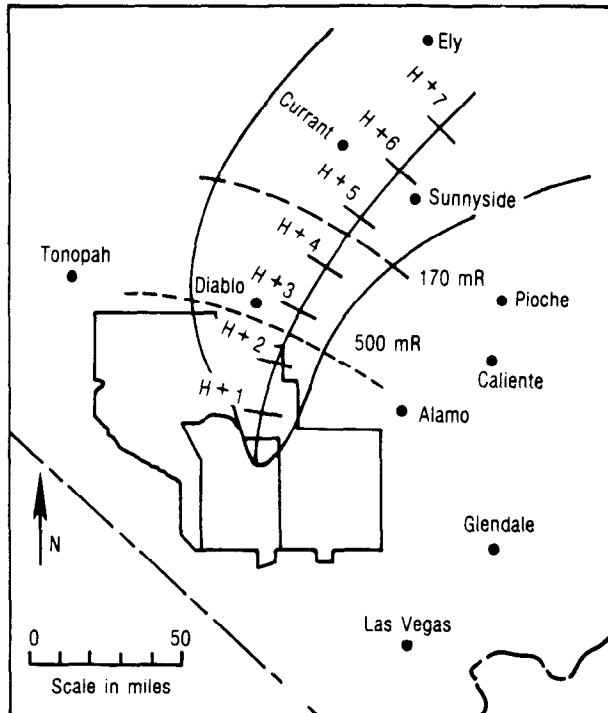 Ely
H + 7
Currant
H + 6
H + 5
Sunnyside
H + 4
Tonopah
Diablo
H + 3
170 mR
Pioche
H + 2
500 mR
Caliente
H + 1
Alamo
N
Glendale
0 50
Las Vegas
Scale in miles